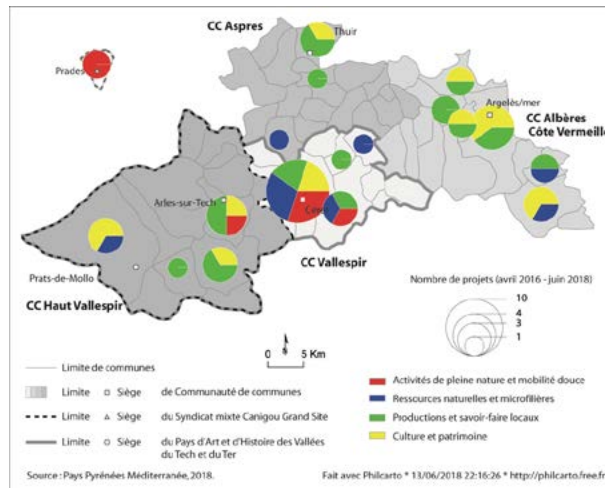 CC Aspres
Thuir
Prades
Argelès/mer
CC Albères
Côte Vermeille
Arles-sur-Tech
Céret
Prats-de-Mollo
CC Vallespir
CC Haut Vallespir
Nombre de projets (avril 2016 - juin 2018)
10
4
3
1
0 5 Km
Limite de communes
Limite Siège de Communauté de communes
Limite Siège du Syndicat mixte Canigou Grand Site
Limite Siège du Pays d'Art et d'Histoire des Vallées
du Tech et du Ter
Activités de pleine nature et mobilité douce
Ressources naturelles et microfilières
Productions et savoir-faire locaux
Culture et patrimoine
Source : Pays Pyrénées Méditerranée, 2018.
Fait avec Philcarto * 13/06/2018 22:16:26 * http://philcarto.free.fr